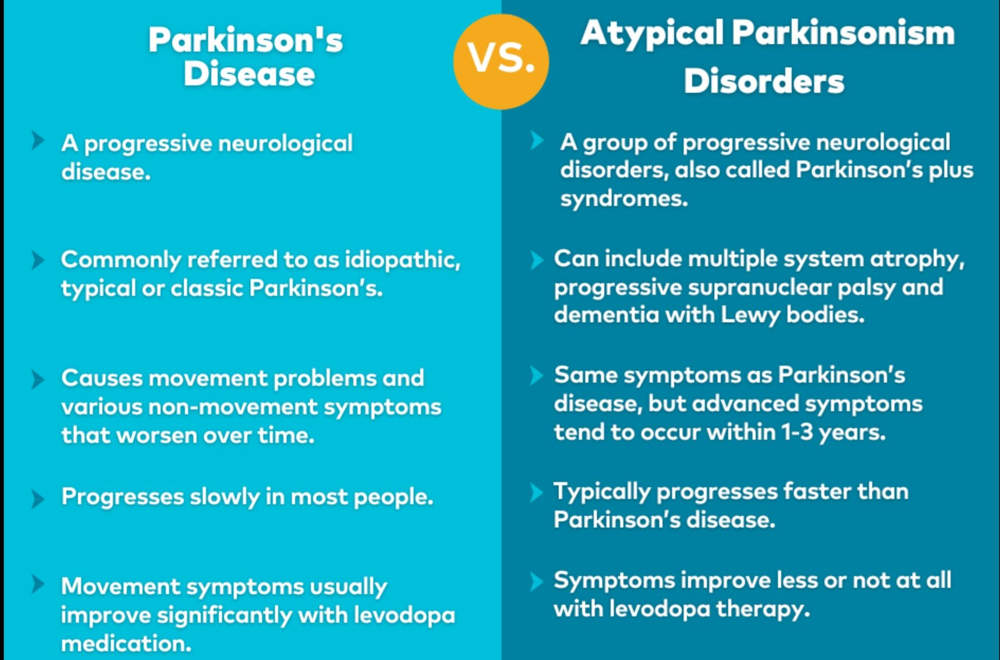 Parkinson's
Disease
VS.
Atypical Parkinsonism
Disorders
A progressive neurological
disease.
Commonly referred to as idiopathic,
typical or classic Parkinson’s.
Causes movement problems and
various non-movement symptoms
that worsen over time.
Progresses slowly in most people.
Movement symptoms usually
improve significantly with levodopa
medication.
A group of progressive neurological
disorders, also called Parkinson’s plus
syndromes.
Can include multiple system atrophy,
progressive supranuclear palsy and
dementia with Lewy bodies.
Same symptoms as Parkinson’s
disease, but advanced symptoms
tend to occur within 1-3 years.
Typically progresses faster than
Parkinson’s disease.
Symptoms improve less or not at all
with levodopa therapy.